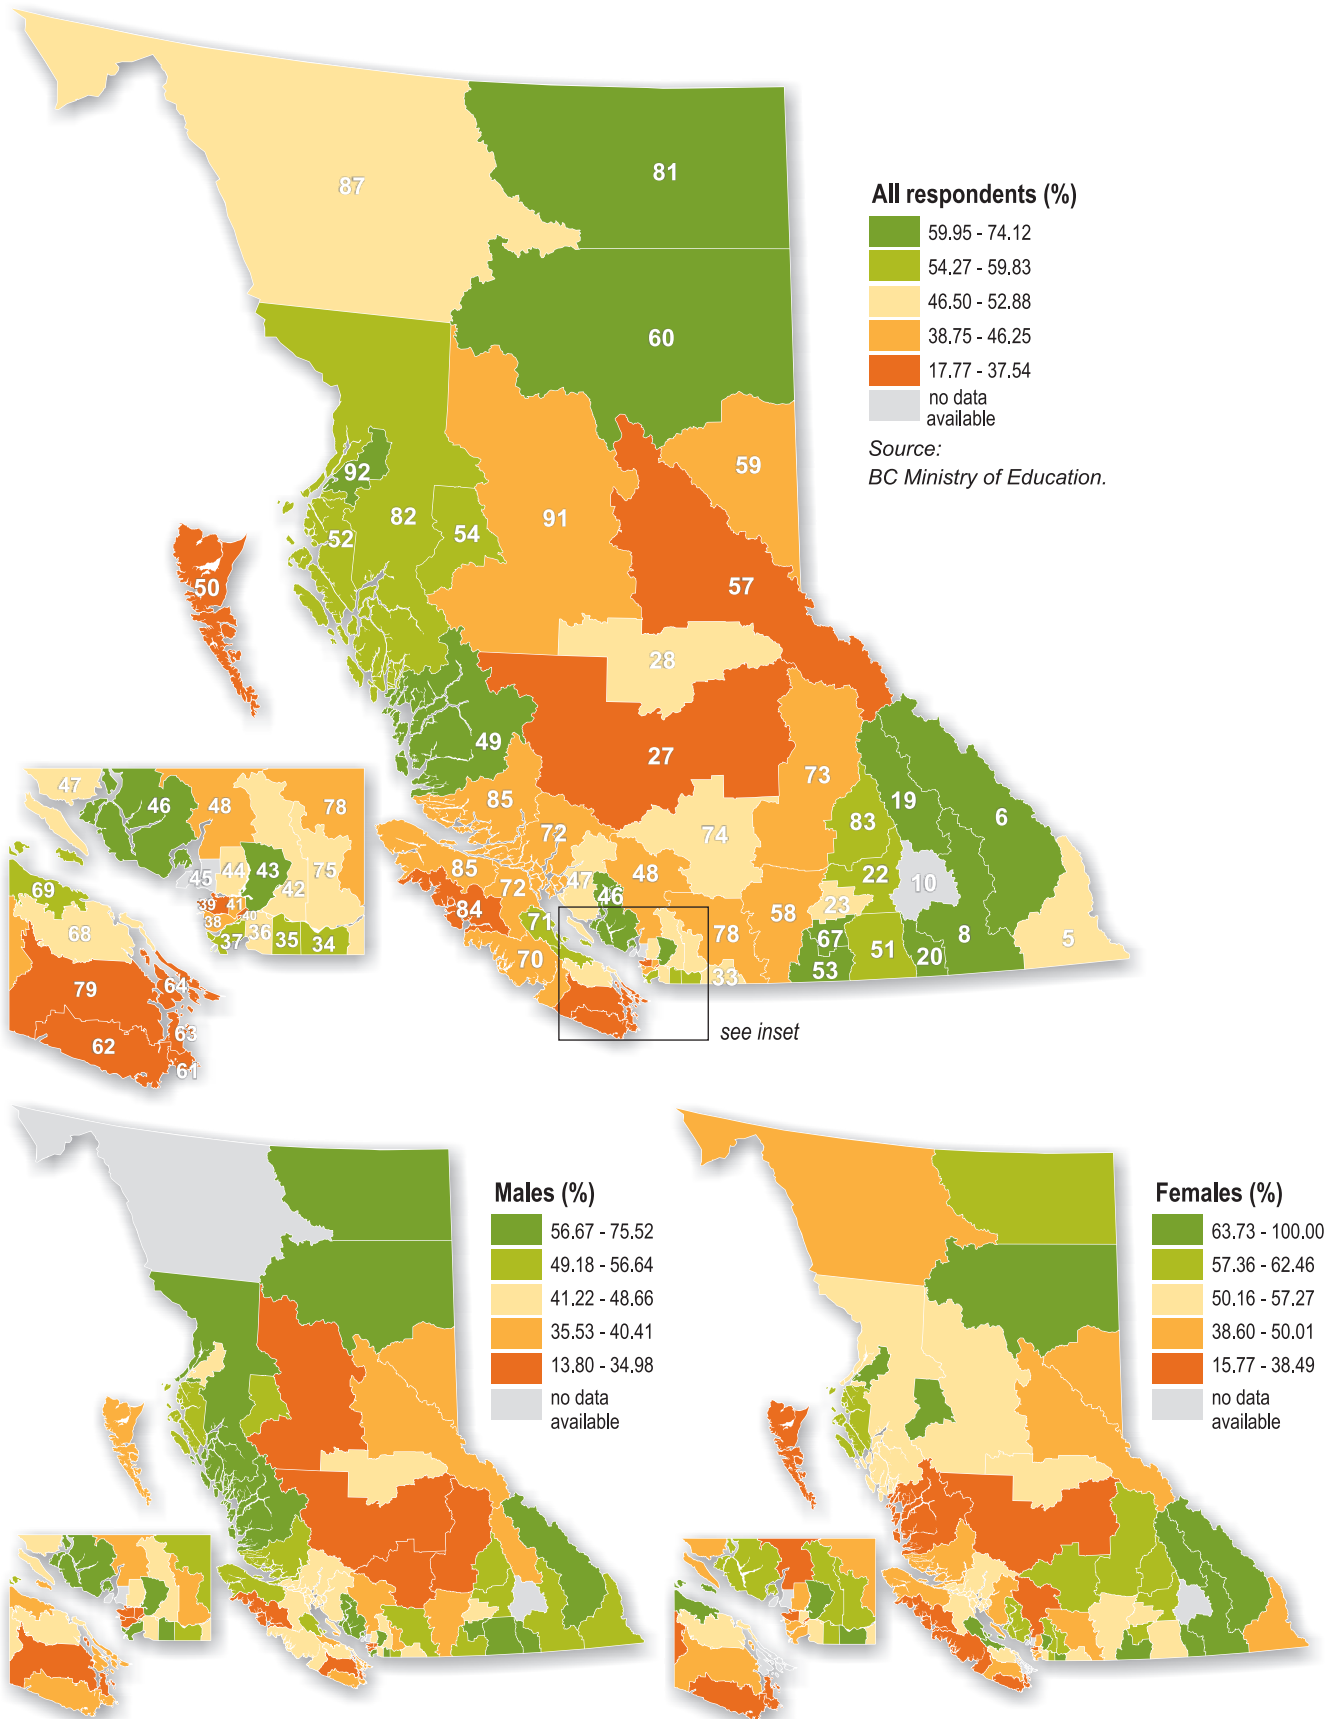 81
87
All respondents (%)
59.95 - 74.12
54.27 - 59.83
46.50 - 52.88
38.75 - 46.25
17.77 - 37.54
no data
available
Source:
BC Ministry of Education.
60
59
92
82
54
91
52
50
57
28
49
27
73
19
6
85
83
72
74
47
46
48
78
85
48
22
10
44
43
75
45
42
69
72
47
46
23
39
41
40
38
36
37
35
34
84
71
58
67
51
20
8
5
68
78
70
53
33
79
64
63
62
61
see inset
Males (%)
56.67 - 75.52
49.18 - 56.64
41.22 - 48.66
35.53 - 40.41
13.80 - 34.98
no data
available
Females (%)
63.73 - 100.00
57.36 - 62.46
50.16 - 57.27
38.60 - 50.01
15.77 - 38.49
no data
available